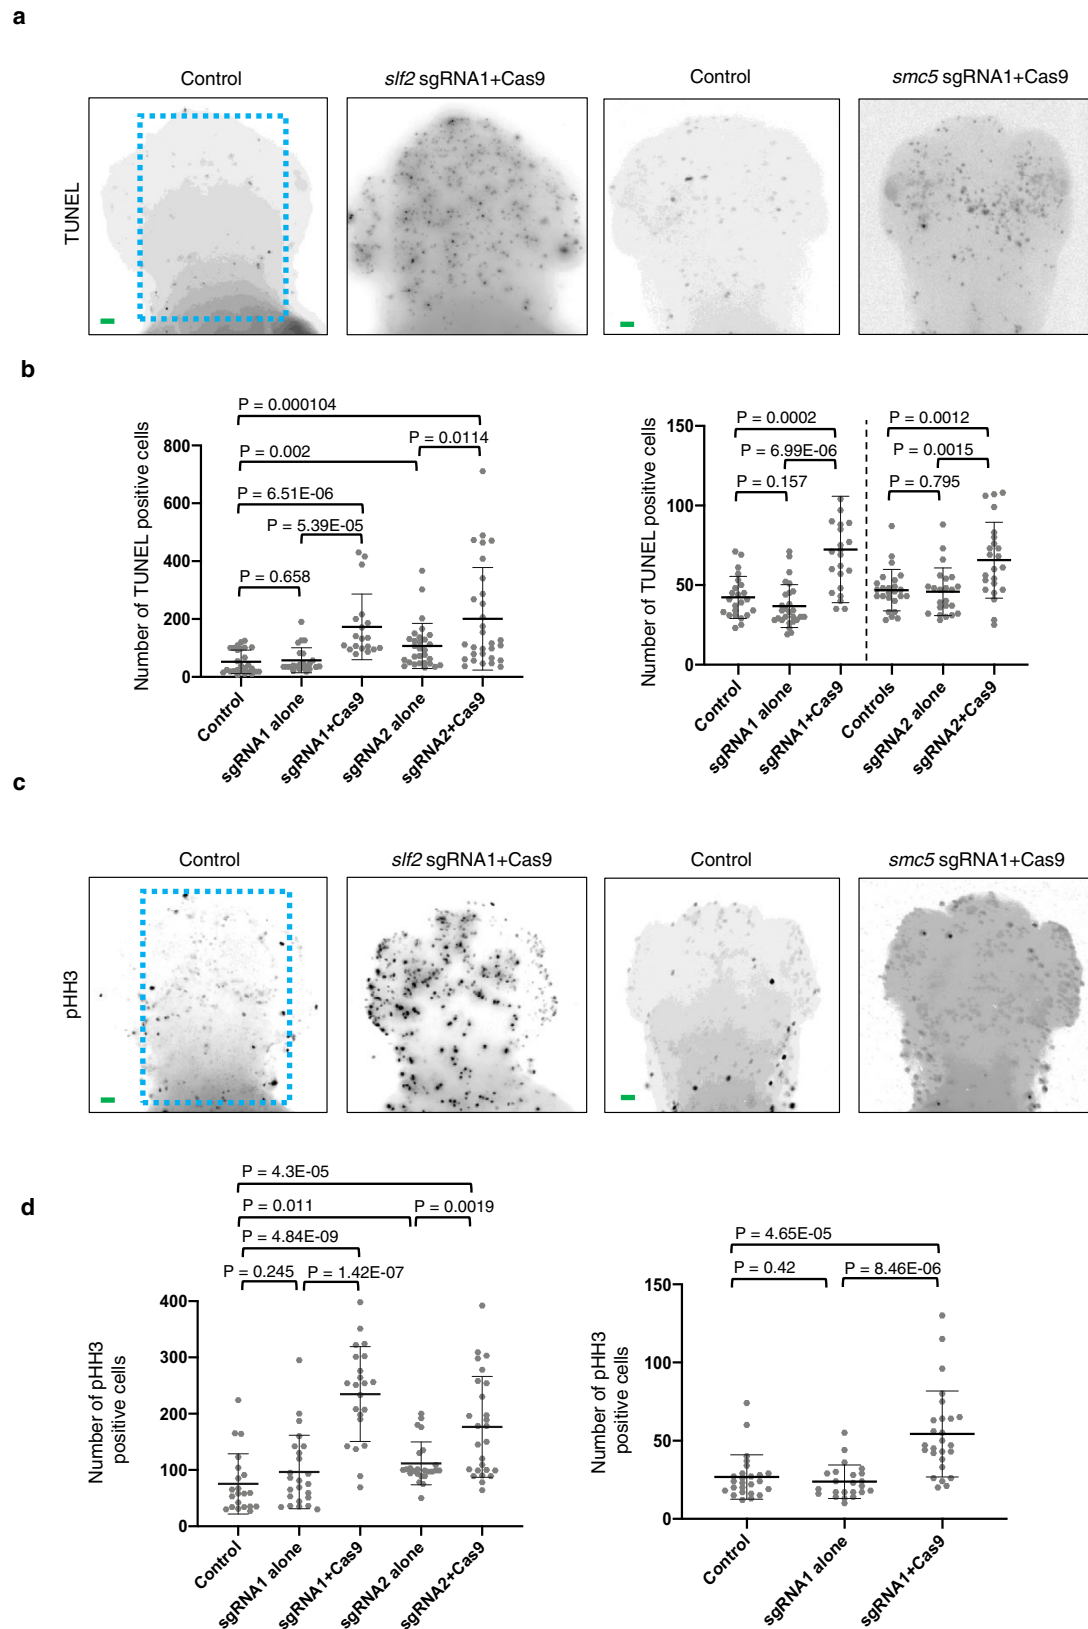 a
Control
slf2 sgRNA1+Cas9
Control
smc5 sgRNA1+Cas9
TUNEL
b
P = 0.000104
P = 0.0114
P = 0.002
P = 6.51E-06
P = 5.39E-05
P = 0.658
Number of TUNEL positive cells
800
600
400
200
0
Control
sgRNA1 alone
sgRNA1+Cas9
sgRNA2 alone
sgRNA2+Cas9
P = 0.0002
P = 0.0012
P = 6.99E-06
P = 0.0015
P = 0.157
P = 0.795
Number of TUNEL positive cells
150
100
50
0
Control
sgRNA1 alone
sgRNA1+Cas9
Controls
sgRNA2 alone
sgRNA2+Cas9
c
Control
slf2 sgRNA1+Cas9
Control
smc5 sgRNA1+Cas9
pHH3
d
P = 4.3E-05
P = 0.011
P = 0.0019
P = 4.84E-09
P = 0.245
P = 1.42E-07
Number of pHH3
positive cells
400
300
200
100
0
Control
sgRNA1 alone
sgRNA1+Cas9
sgRNA2 alone
sgRNA2+Cas9
P = 4.65E-05
P = 0.42
P = 8.46E-06
Number of pHH3
positive cells
150
100
50
0
Control
sgRNA1 alone
sgRNA1+Cas9